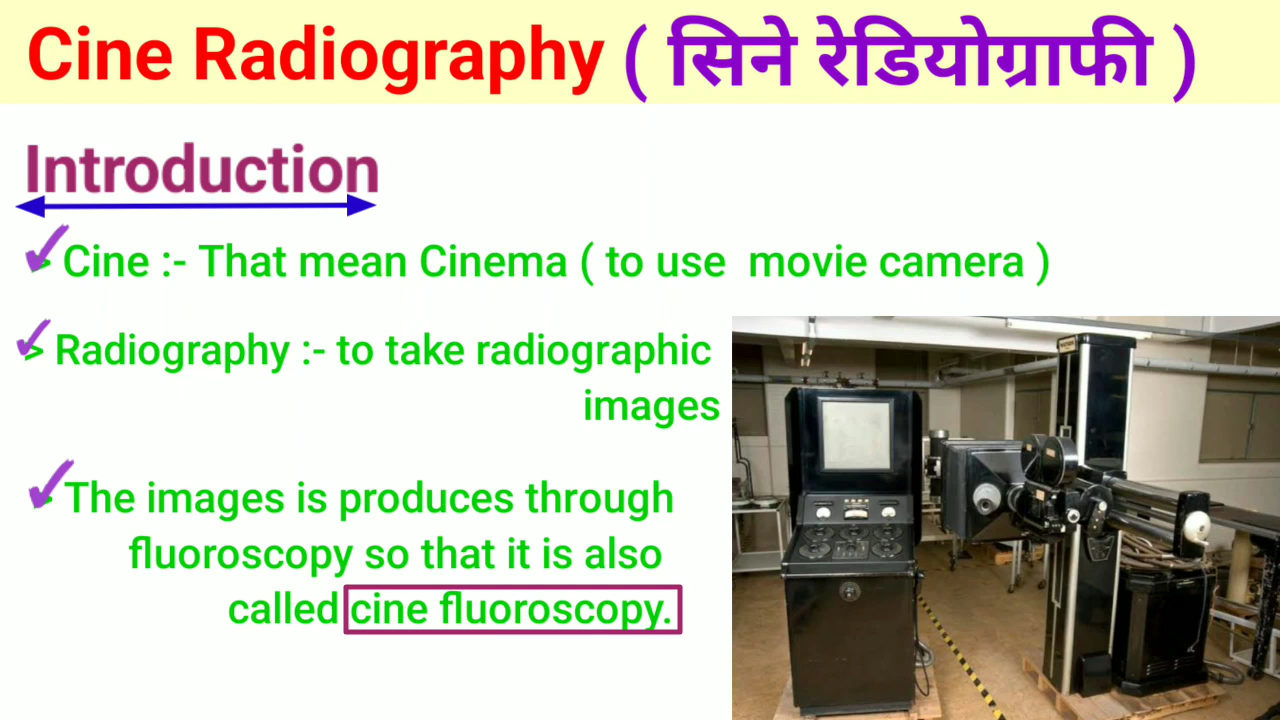 Cine Radiography ( सिने रेडियोग्राफी )
Introduction
> Cine :- That mean Cinema ( to use movie camera )
> Radiography :- to take radiographic
images
> The images is produces through
fluoroscopy so that it is also
called cine fluoroscopy.